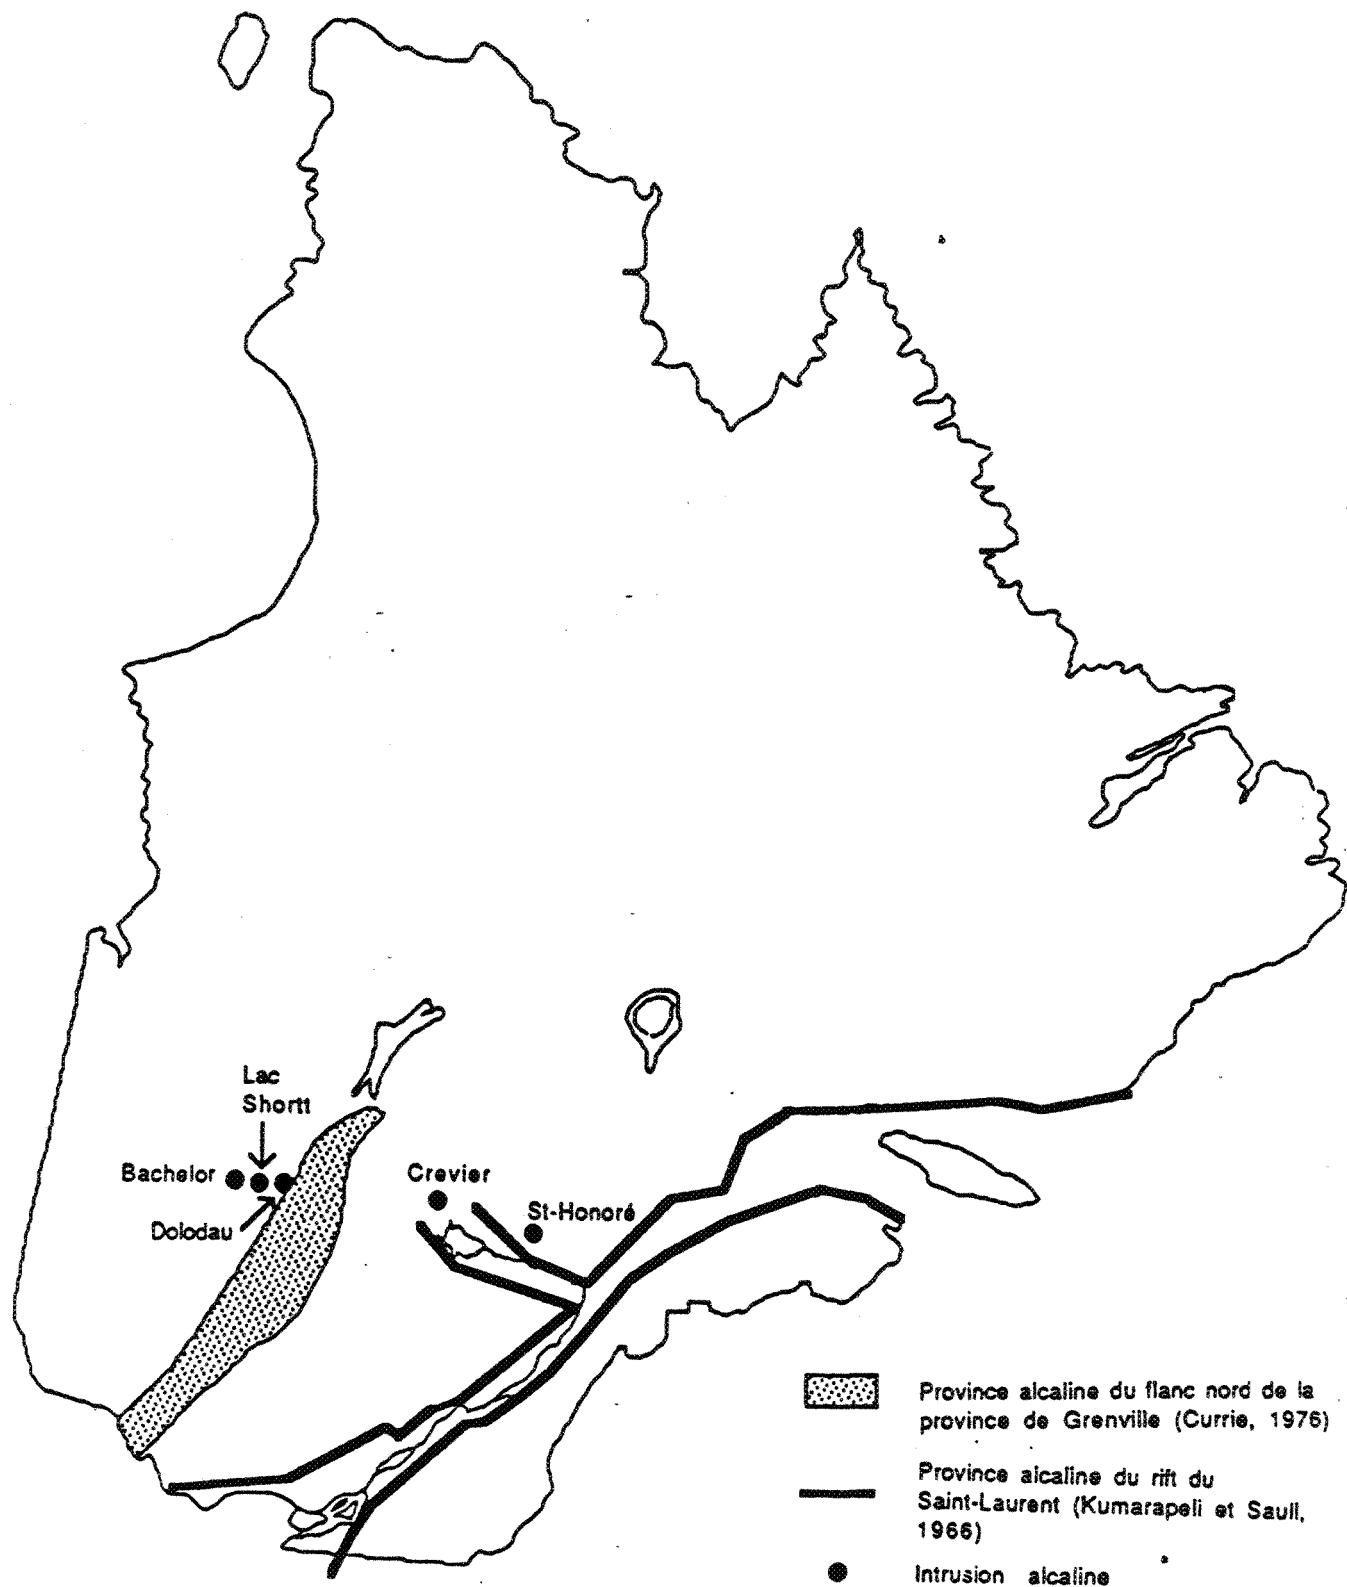 Lac
Shortt
Bachelor
Crevier
St-Honoré
Dolodau
Province alcaline du flanc nord de la
province de Grenville (Currie, 1976)
Province alcaline du rift du
Saint-Laurent (Kumarapeli et Saull,
1966)
Intrusion alcaline